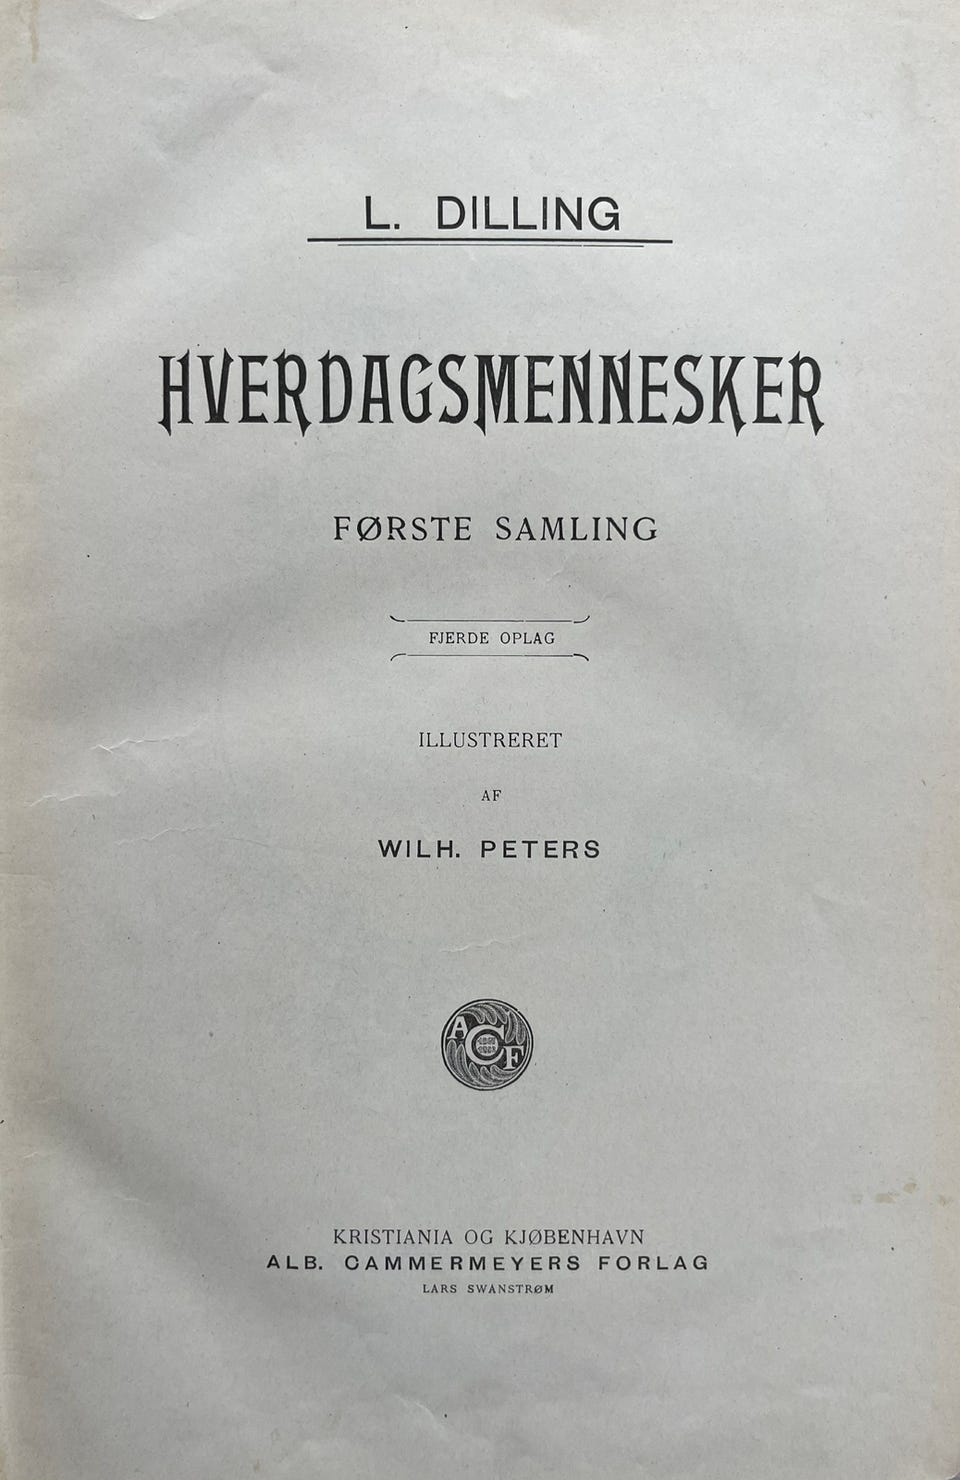 L. DILLING
HVERDAGSMENNESKER
FØRSTE SAMLING
FJERDE OPLAG
ILLUSTRERET
AF
WILH. PETERS
A C F
KRISTIANIA OG KJØBENHAVN
ALB. CAMMERMEYERS FORLAG
LARS SWANSTRØM